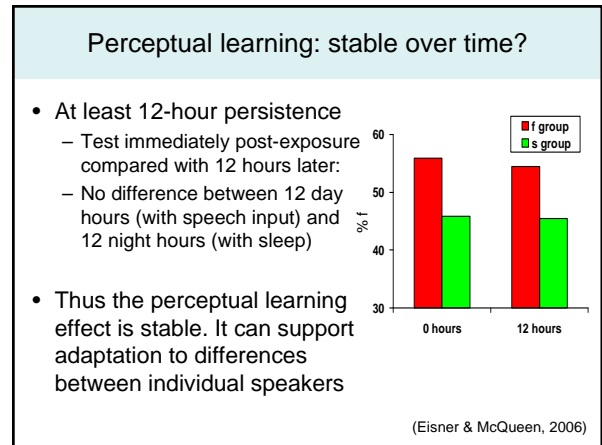 Perceptual learning: stable over time?
• At least 12-hour persistence
– Test immediately post-exposure
compared with 12 hours later:
– No difference between 12 day
hours (with speech input) and
12 night hours (with sleep)
• Thus the perceptual learning
effect is stable. It can support
adaptation to differences
between individual speakers
f group
s group
60
50
40
30
% f
0 hours
12 hours
(Eisner & McQueen, 2006)